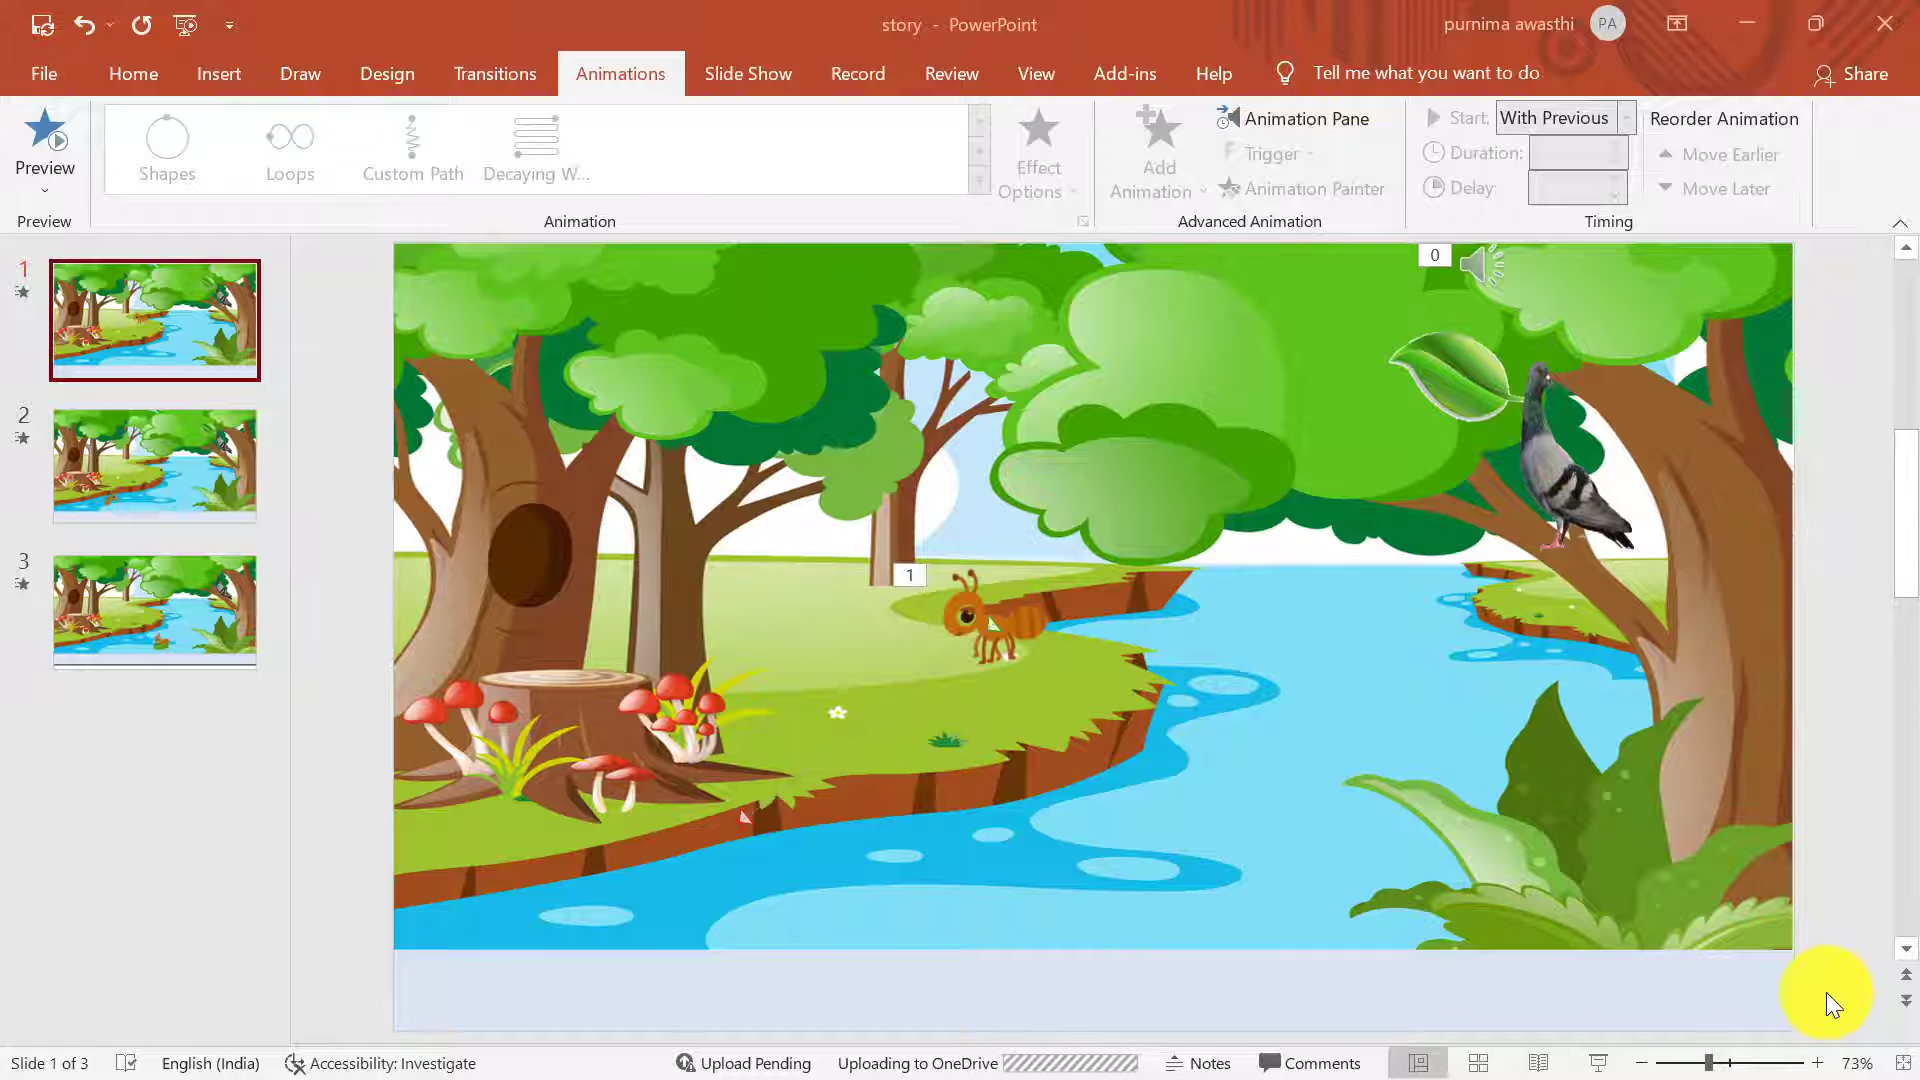 story - PowerPoint
purnima awasthi PA
File Home Insert Draw Design Transitions Animations Slide Show Record Review View Add-ins Help Tell me what you want to do Share
Preview
Preview
Shapes Loops Custom Path Decaying W...
Animation
Effect
Options
Add
Animation
Animation Pane
Trigger
Animation Painter
Advanced Animation
Start: With Previous
Duration:
Delay:
Reorder Animation
Move Earlier
Move Later
Timing
1
2
3
0
1
Slide 1 of 3 English (India) Accessibility: Investigate Upload Pending Uploading to OneDrive Notes Comments 73%